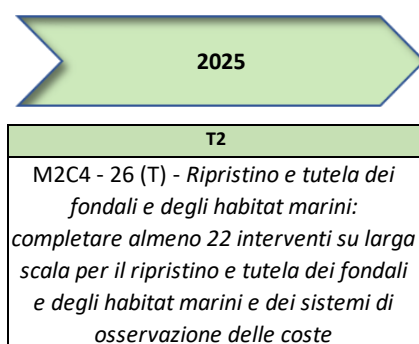 2025
T2
M2C4 - 26 (T) - Ripristino e tutela dei
fondali e degli habitat marini:
completare almeno 22 interventi su larga
scala per il ripristino e tutela dei fondali
e degli habitat marini e dei sistemi di
osservazione delle coste